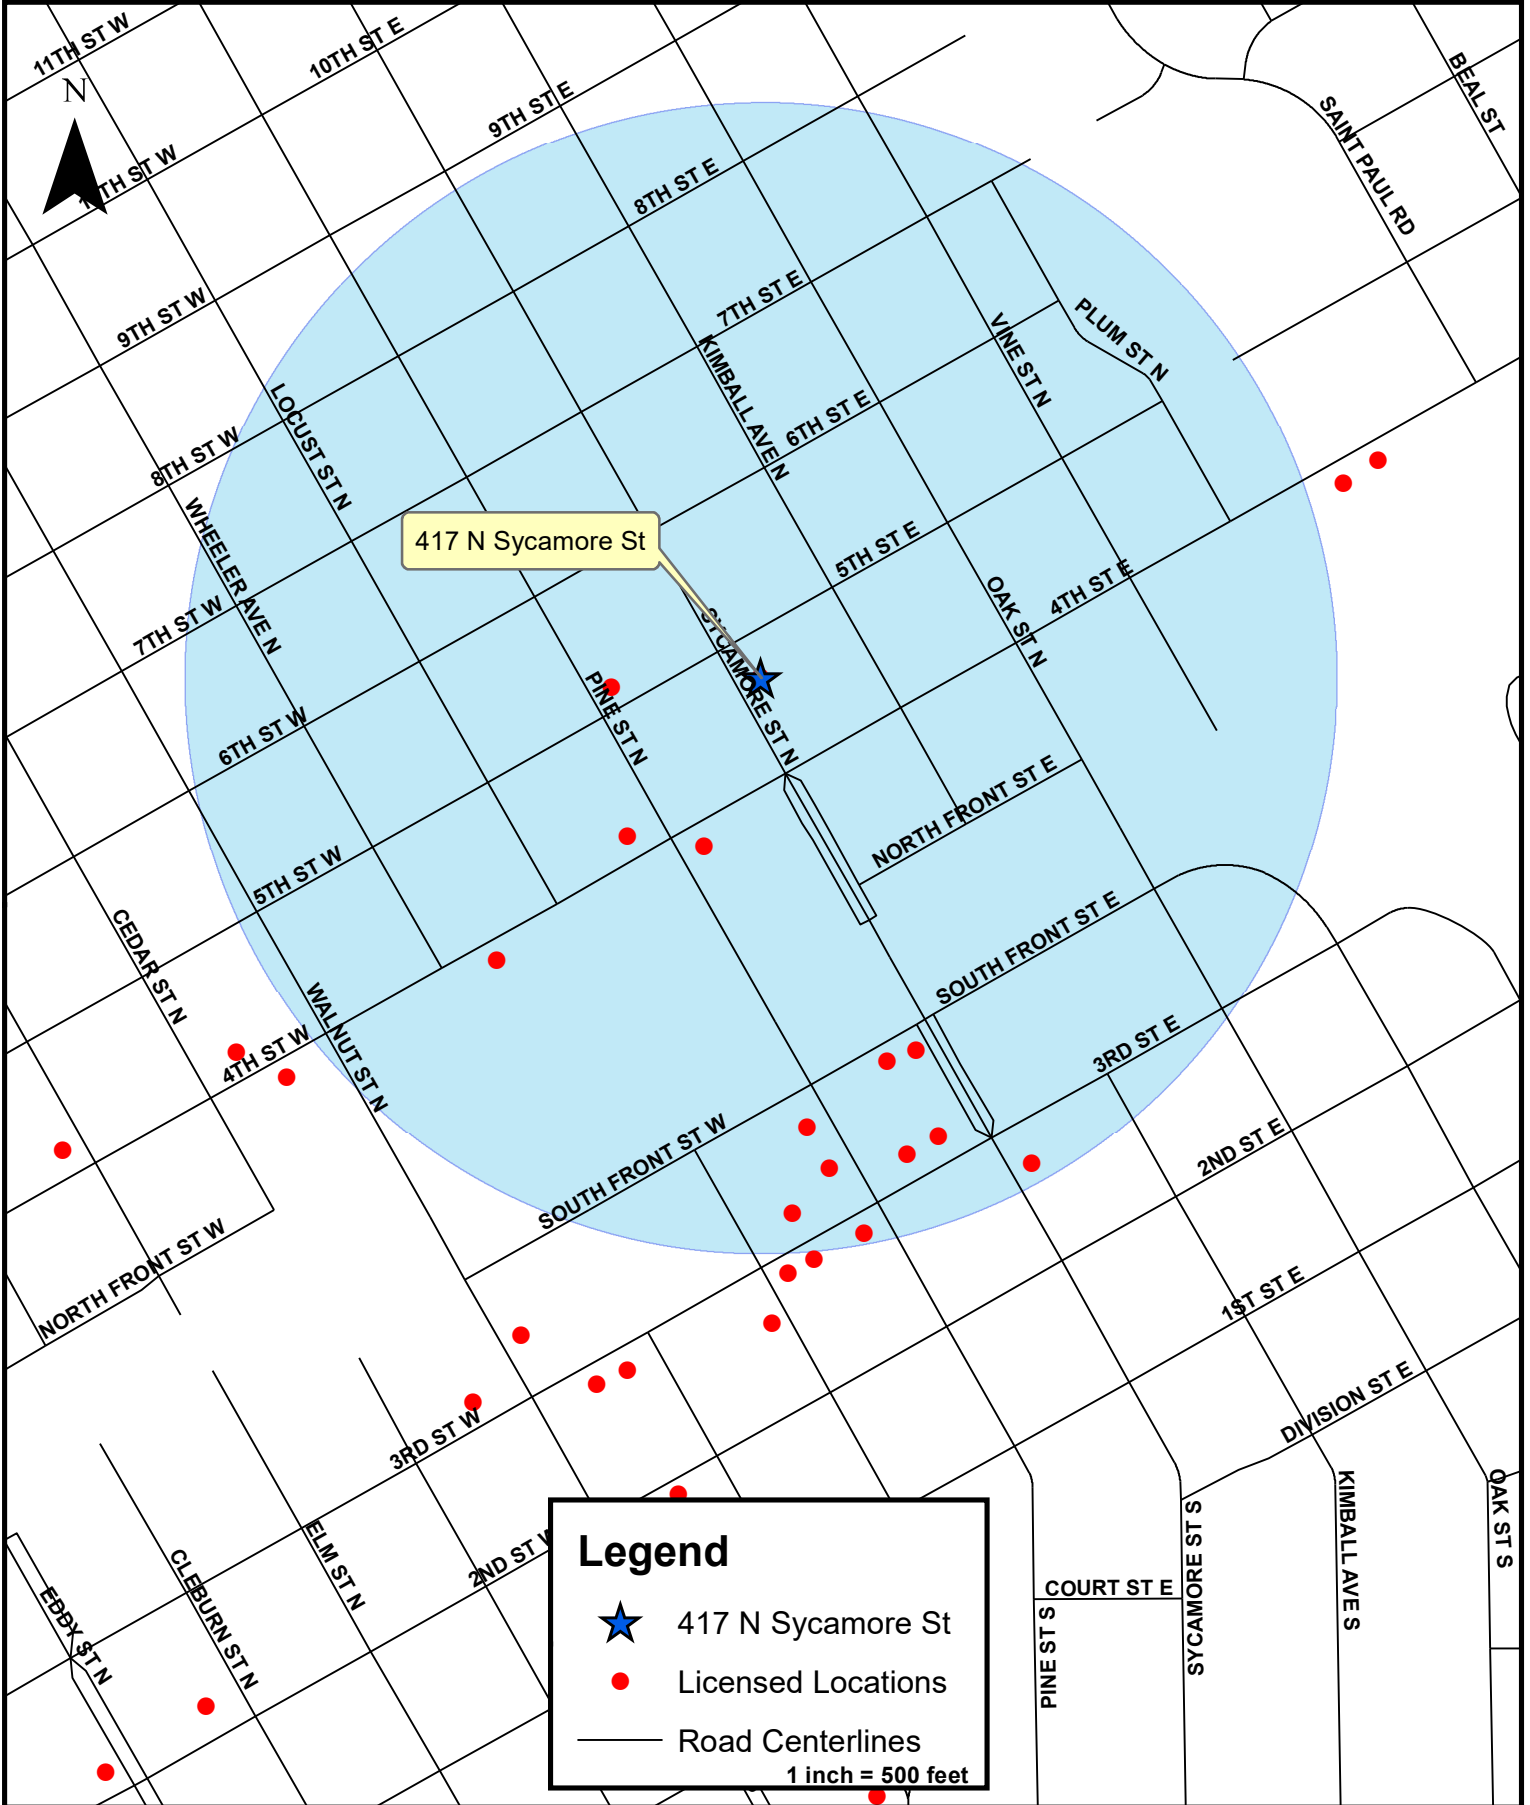 11TH ST W
10TH ST E
9TH ST E
8TH ST E
7TH ST E
6TH ST E
5TH ST E
4TH ST E
BEAL ST
SAINT PAUL RD
PLUM ST N
VINE ST N
KIMBALL AVE N
OAK ST N
N
9TH ST W
8TH ST W
LOCUST ST N
WHEELER AVE N
7TH ST W
6TH ST W
5TH ST W
4TH ST W
417 N Sycamore St
SYCAMORE ST N
PINE ST N
NORTH FRONT ST E
SOUTH FRONT ST E
3RD ST E
2ND ST E
1ST ST E
DIVISION ST E
CEDAR ST N
WALNUT ST N
NORTH FRONT ST W
SOUTH FRONT ST W
3RD ST W
2ND ST W
ELM ST N
CLEBURN ST N
EDDY ST N
COURT ST E
PINE ST S
SYCAMORE ST S
KIMBALL AVE S
OAK ST S
Legend
417 N Sycamore St
Licensed Locations
Road Centerlines
1 inch = 500 feet